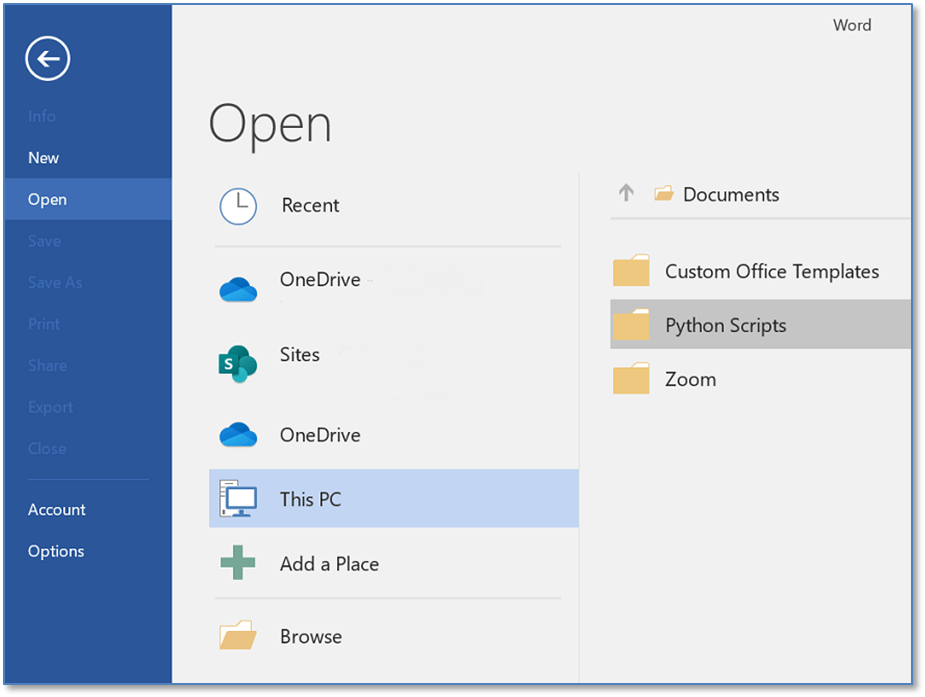 Word
Info
New
Open
Save
Save As
Print
Share
Export
Close
Account
Options
Open
Recent
OneDrive
S
Sites
OneDrive
This PC
Add a Place
Browse
Documents
Custom Office Templates
Python Scripts
Zoom